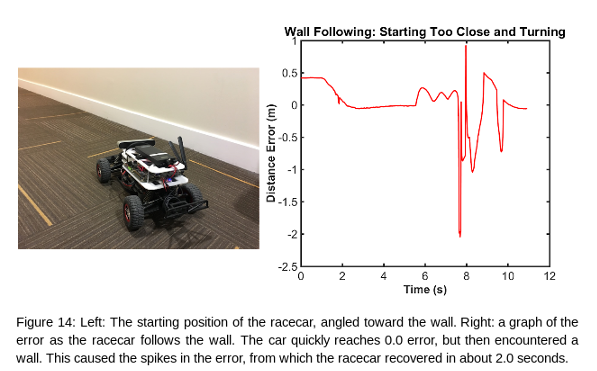 Wall Following: Starting Too Close and Turning
1
0.5
0
-0.5
-1
-1.5
-2
-2.5
Distance Error (m)
0 2 4 6 8 10 12
Time (s)
Figure 14: Left: The starting position of the racecar, angled toward the wall. Right: a graph of the
error as the racecar follows the wall. The car quickly reaches 0.0 error, but then encountered a
wall. This caused the spikes in the error, from which the racecar recovered in about 2.0 seconds.